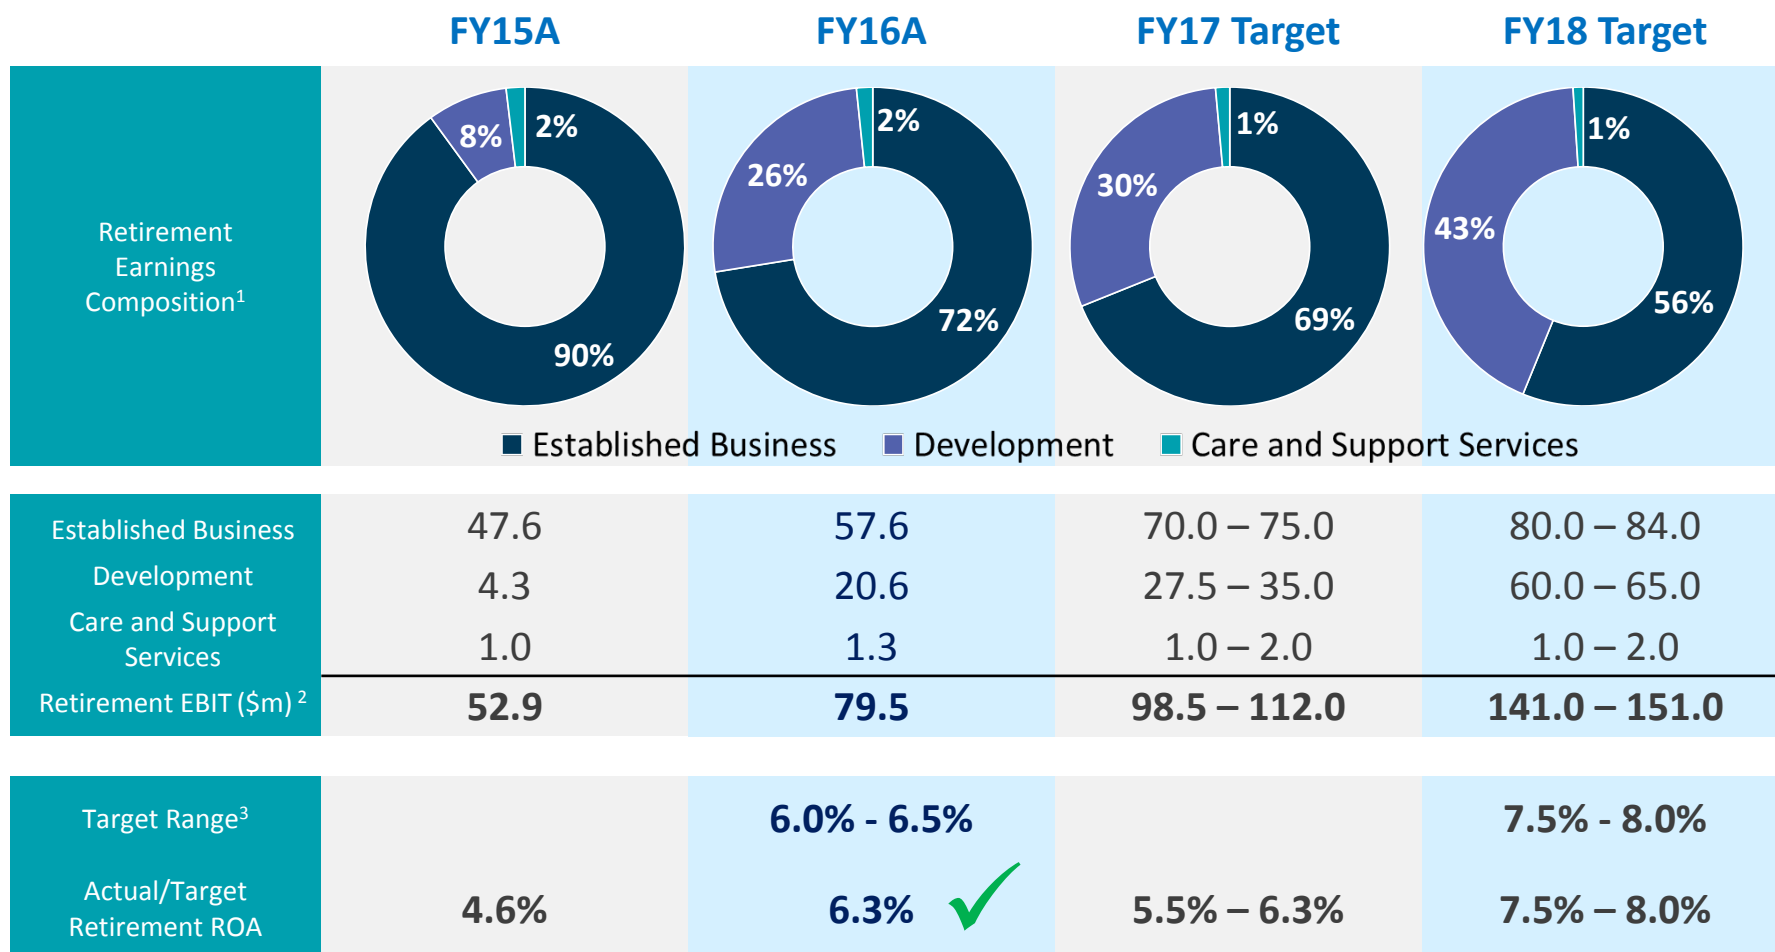 FY15A FY16A FY17 Target FY18 Target
Retirement
Earnings
Composition1
8% 2% 90%
26% 2% 72%
30% 1% 69%
43% 1% 56%
Established Business Development Care and Support Services
Established Business 47.6 57.6 70.0 – 75.0 80.0 – 84.0
Development 4.3 20.6 27.5 – 35.0 60.0 – 65.0
Care and Support
Services 1.0 1.3 1.0 – 2.0 1.0 – 2.0
Retirement EBIT ($m) 2 52.9 79.5 98.5 – 112.0 141.0 – 151.0
Target Range3 6.0% - 6.5% 7.5% - 8.0%
Actual/Target
Retirement ROA 4.6% 6.3% 5.5% – 6.3% 7.5% – 8.0%